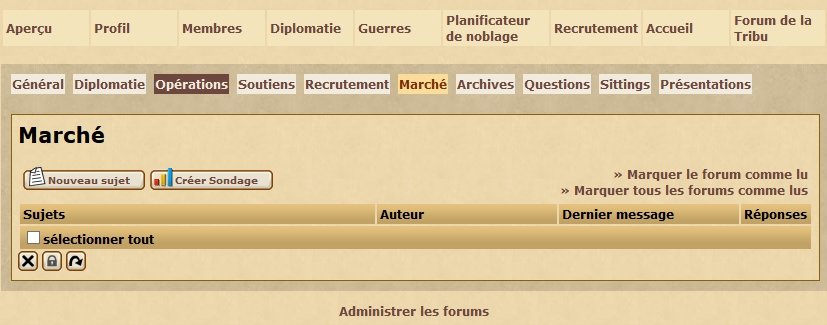 Aperçu Profil Membres Diplomatie Guerres Planificateur de noblage Recrutement Accueil Forum de la Tribu
Général Diplomatie Opérations Soutiens Recrutement Marché Archives Questions Sittings Présentations
Marché
Nouveau sujet Créer Sondage
» Marquer le forum comme lu
» Marquer tous les forums comme lus
Sujets Auteur Dernier message Réponses
sélectionner tout
Administrer les forums